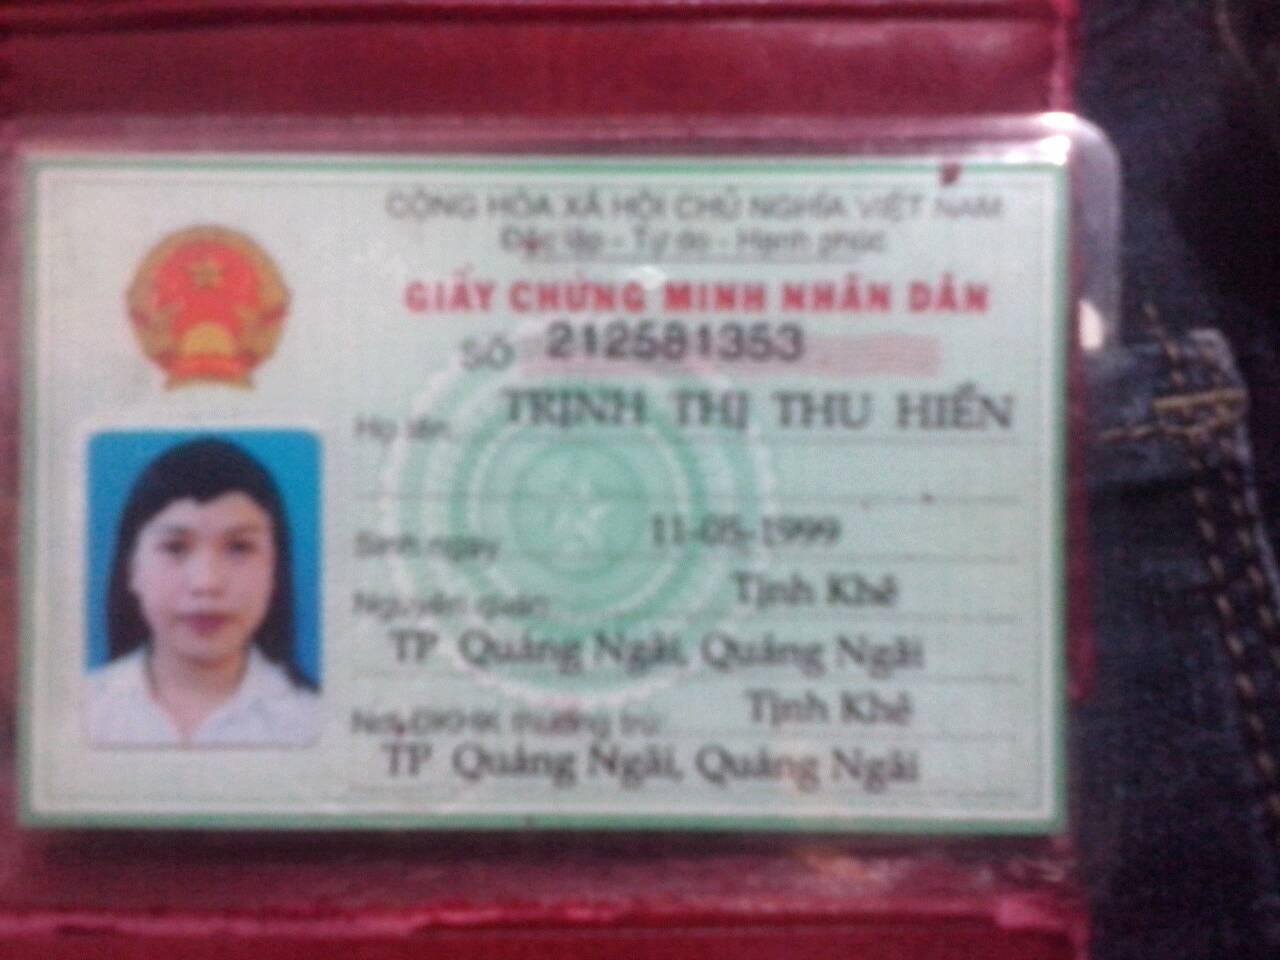 CỘNG HÒA XÃ HỘI CHỦ NGHĨA VIỆT NAM
Độc lập - Tự do - Hạnh phúc
GIẤY CHỨNG MINH NHÂN DÂN
SỐ 212581353
Họ tên: TRỊNH THỊ THU HIỀN
Sinh ngày 11-05-1999
Nguyên quán: Tịnh Khê
TP Quảng Ngãi, Quảng Ngãi
Nơi ĐKHK thường trú: Tịnh Khê
TP Quảng Ngãi, Quảng Ngãi